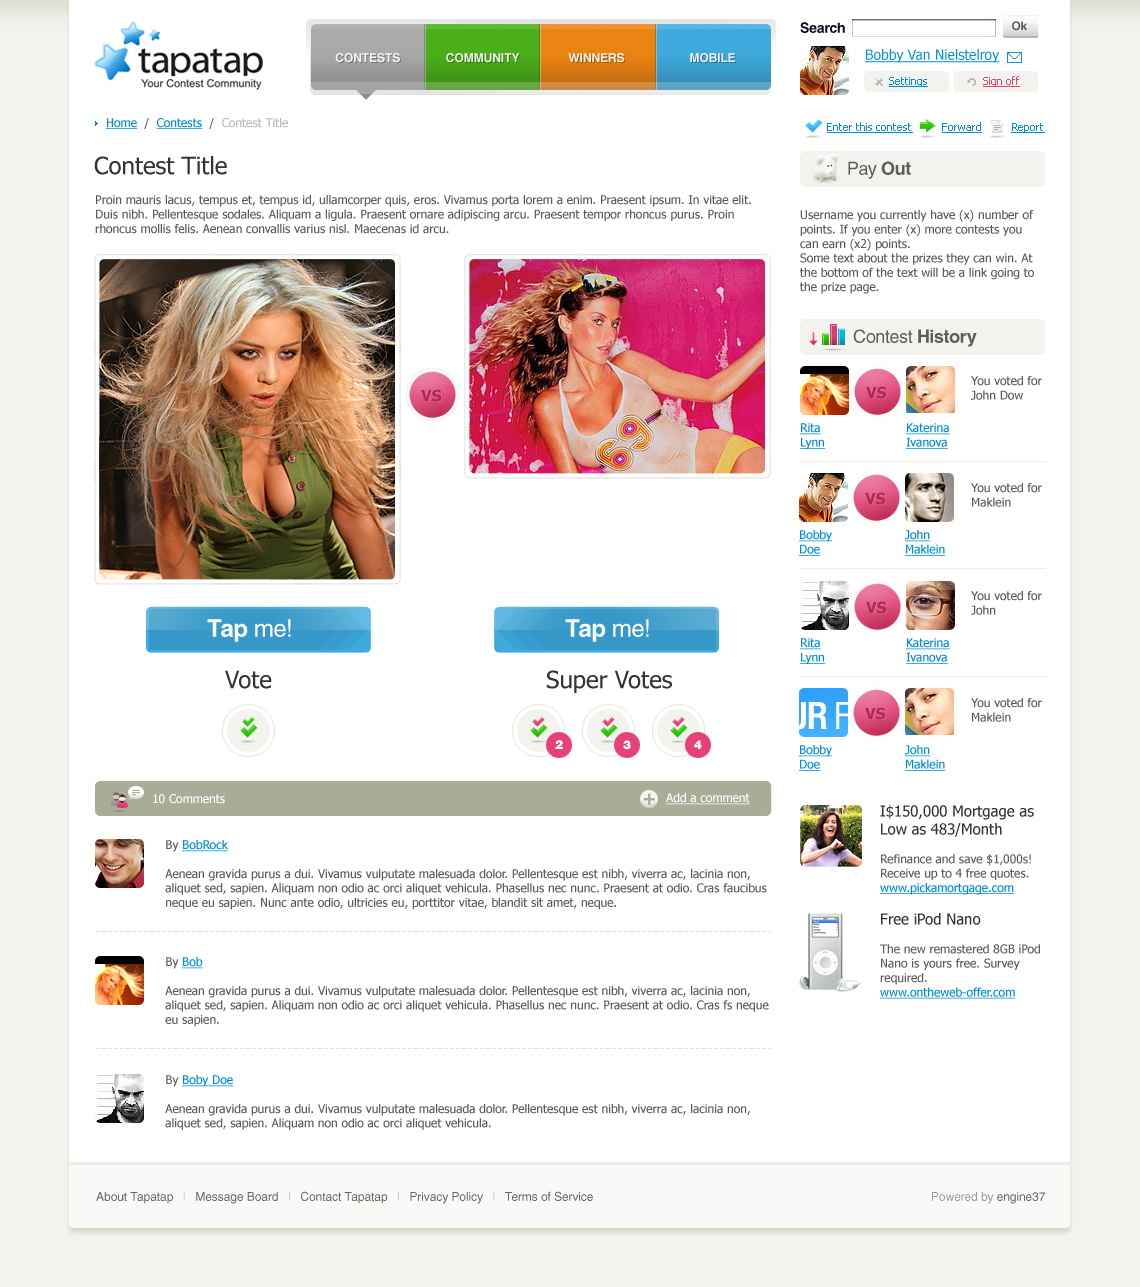 tapatap
Your Contest Community
CONTESTS
COMMUNITY
WINNERS
MOBILE
Search
Ok
Bobby Van Nielstelroy
Settings
Sign off
Home / Contests / Contest Title
Enter this contest
Forward
Report
Contest Title
Proin mauris lacus, tempus et, tempus id, ullamcorper quis, eros. Vivamus porta lorem a enim. Praesent ipsum. In vitae elit.
Duis nibh. Pellentesque sodales. Aliquam a ligula. Praesent ornare adipiscing arcu. Praesent tempor rhoncus purus. Proin
rhoncus mollis felis. Aenean convallis varius nisl. Maecenas id arcu.
VS
Tap me!
Tap me!
Vote
Super Votes
2
3
4
10 Comments
Add a comment
By BobRock
Aenean gravida purus a dui. Vivamus vulputate malesuada dolor. Pellentesque est nibh, viverra ac, lacinia non,
aliquet sed, sapien. Aliquam non odio ac orci aliquet vehicula. Phasellus nec nunc. Praesent at odio. Cras faucibus
neque eu sapien. Nunc ante odio, ultricies eu, porttitor vitae, blandit sit amet, neque.
By Bob
Aenean gravida purus a dui. Vivamus vulputate malesuada dolor. Pellentesque est nibh, viverra ac, lacinia non,
aliquet sed, sapien. Aliquam non odio ac orci aliquet vehicula. Phasellus nec nunc. Praesent at odio. Cras fs neque
eu sapien.
By Boby Doe
Aenean gravida purus a dui. Vivamus vulputate malesuada dolor. Pellentesque est nibh, viverra ac, lacinia non,
aliquet sed, sapien. Aliquam non odio ac orci aliquet vehicula.
Pay Out
Username you currently have (x) number of
points. If you enter (x) more contests you
can earn (x2) points.
Some text about the prizes they can win. At
the bottom of the text will be a link going to
the prize page.
Contest History
VS
You voted for
John Dow
Rita
Lynn
Katerina
Ivanova
VS
You voted for
Maklein
Bobby
Doe
John
Maklein
VS
You voted for
John
Rita
Lynn
Katerina
Ivanova
UR F
VS
You voted for
Maklein
Bobby
Doe
John
Maklein
I$150,000 Mortgage as
Low as 483/Month
Refinance and save $1,000s!
Receive up to 4 free quotes.
www.pickamortgage.com
Free iPod Nano
The new remastered 8GB iPod
Nano is yours free. Survey
required.
www.ontheweb-offer.com
About Tapatap
Message Board
Contact Tapatap
Privacy Policy
Terms of Service
Powered by engine37